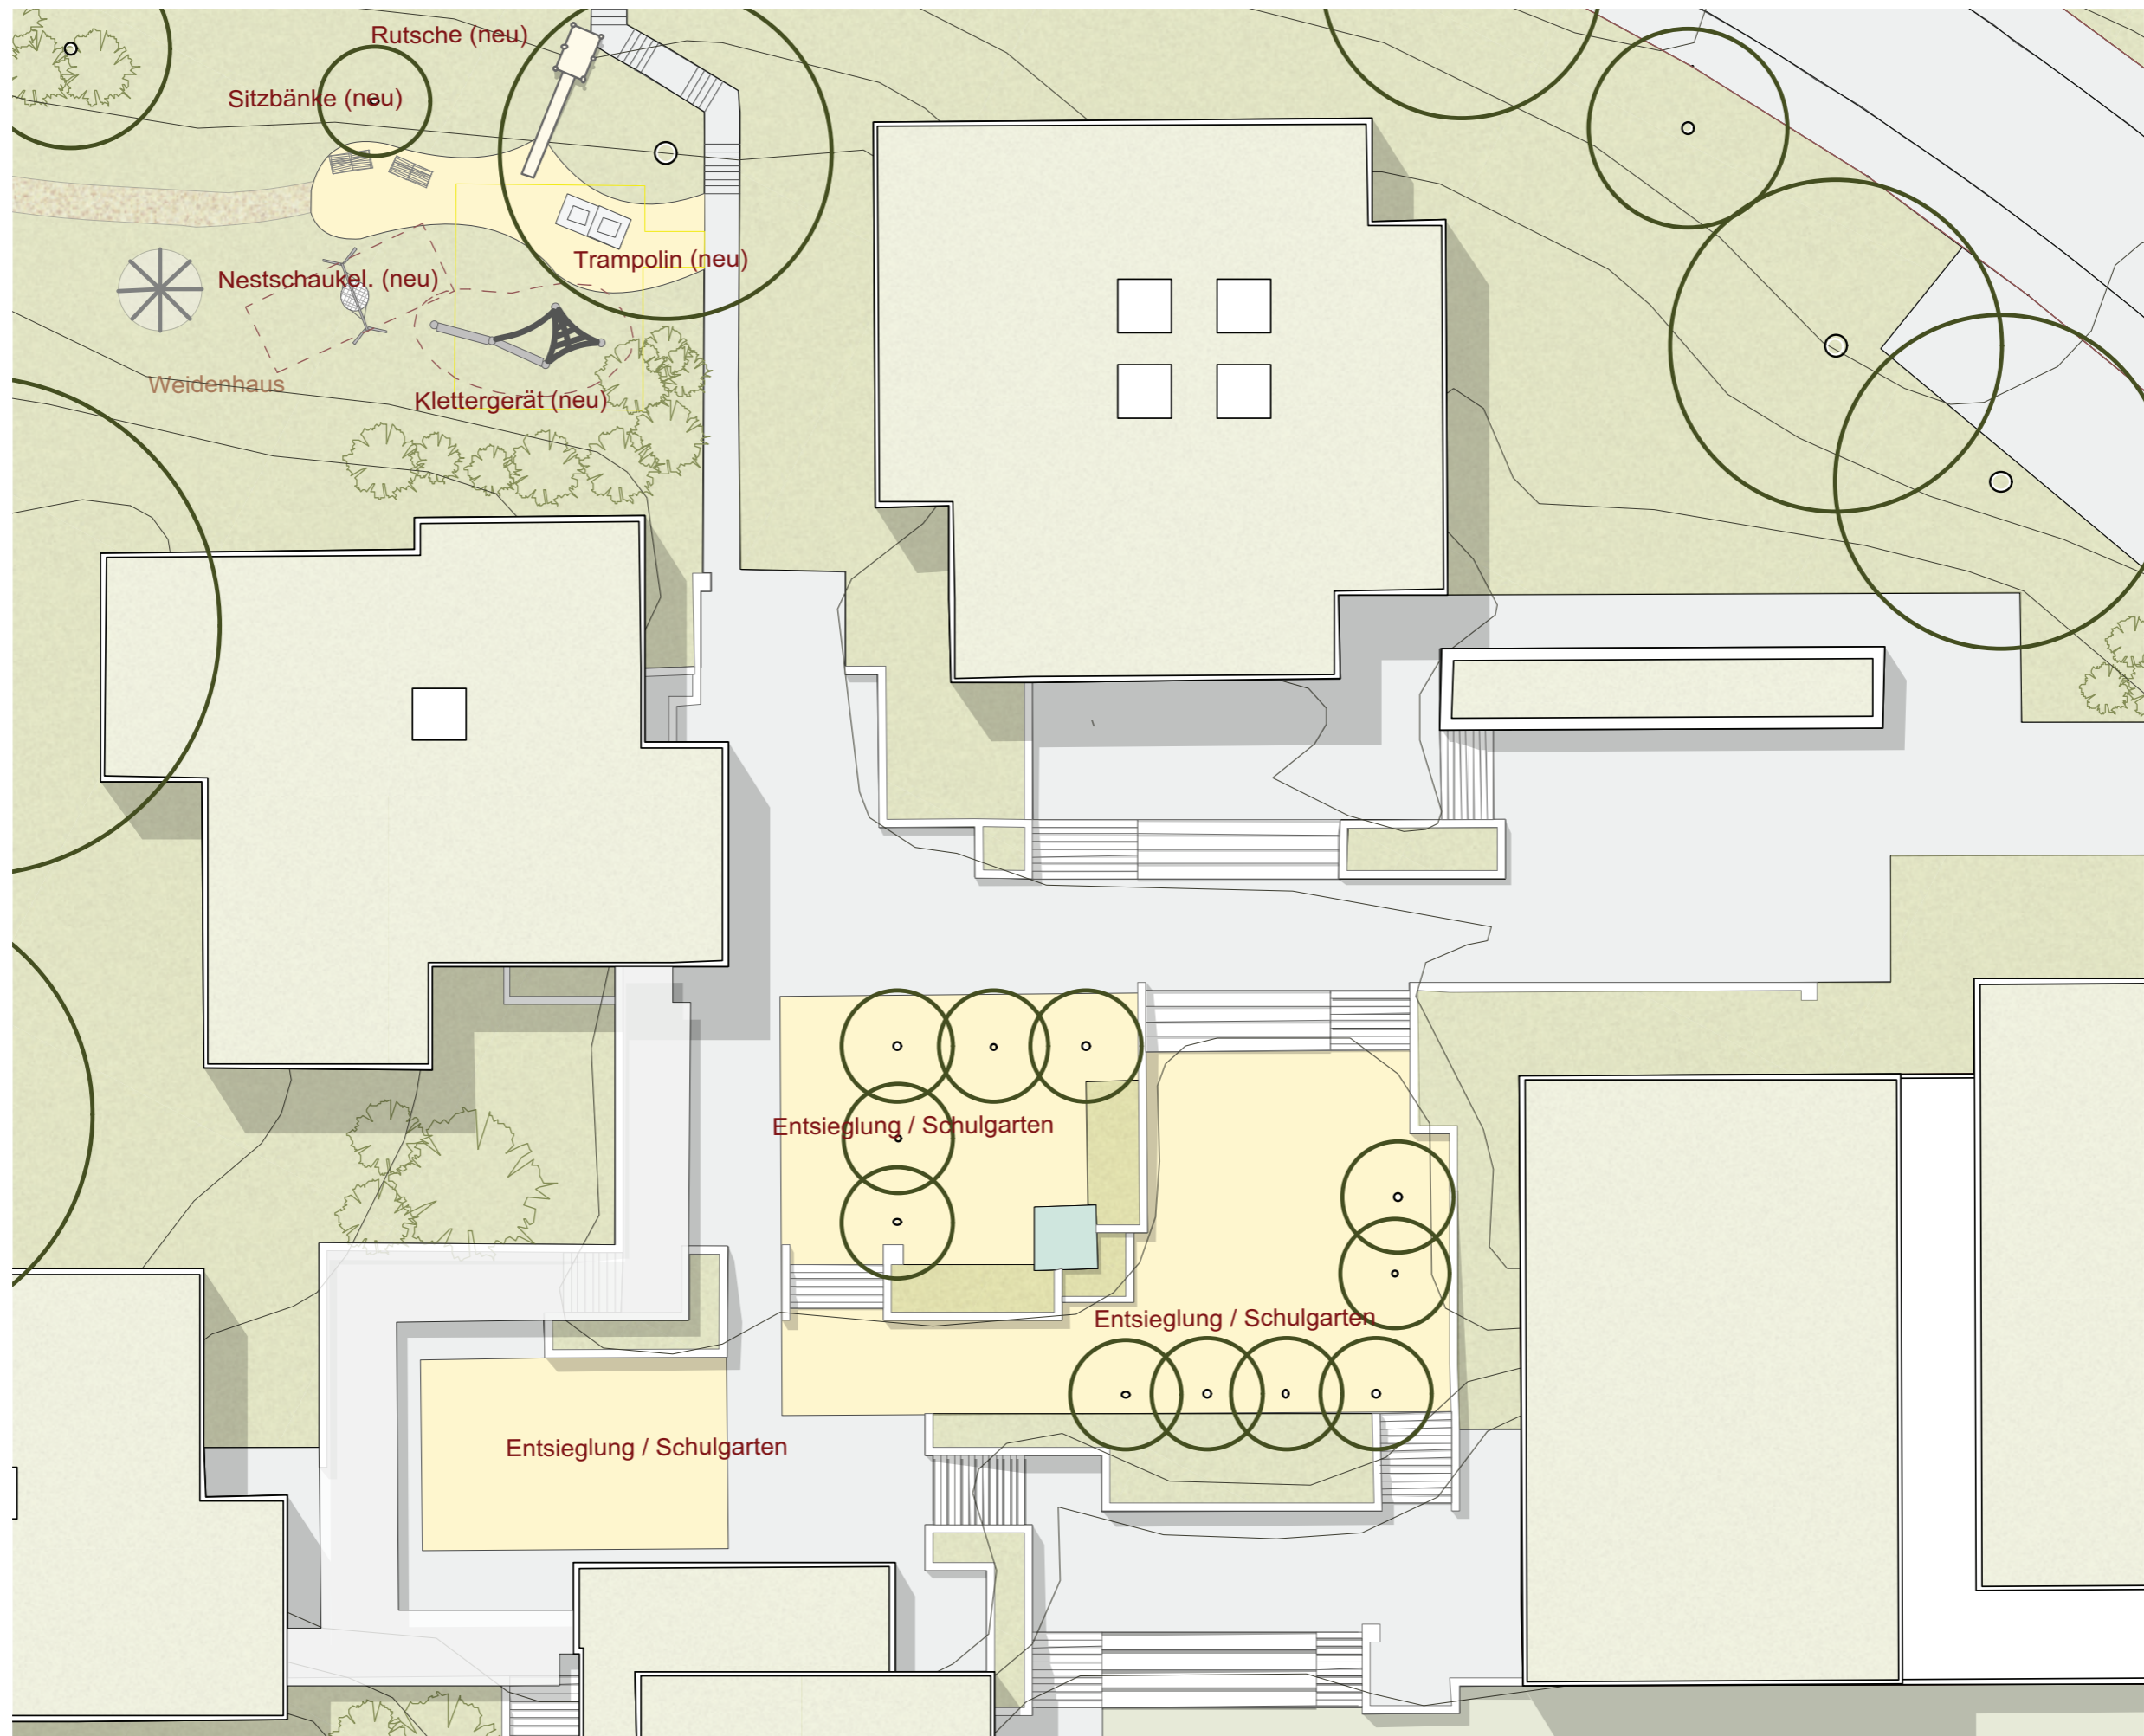 Rutsche (neu)
Sitzbänke (neu)
Trampolin (neu)
Nestschaukel. (neu)
Weidenhaus
Klettergerät (neu)
Entsieglung / Schulgarten
Entsieglung / Schulgarten
Entsieglung / Schulgarten